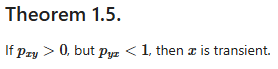 Theorem 1.5.
If p_{xy} > 0, but p_{yx} < 1, then x is transient.